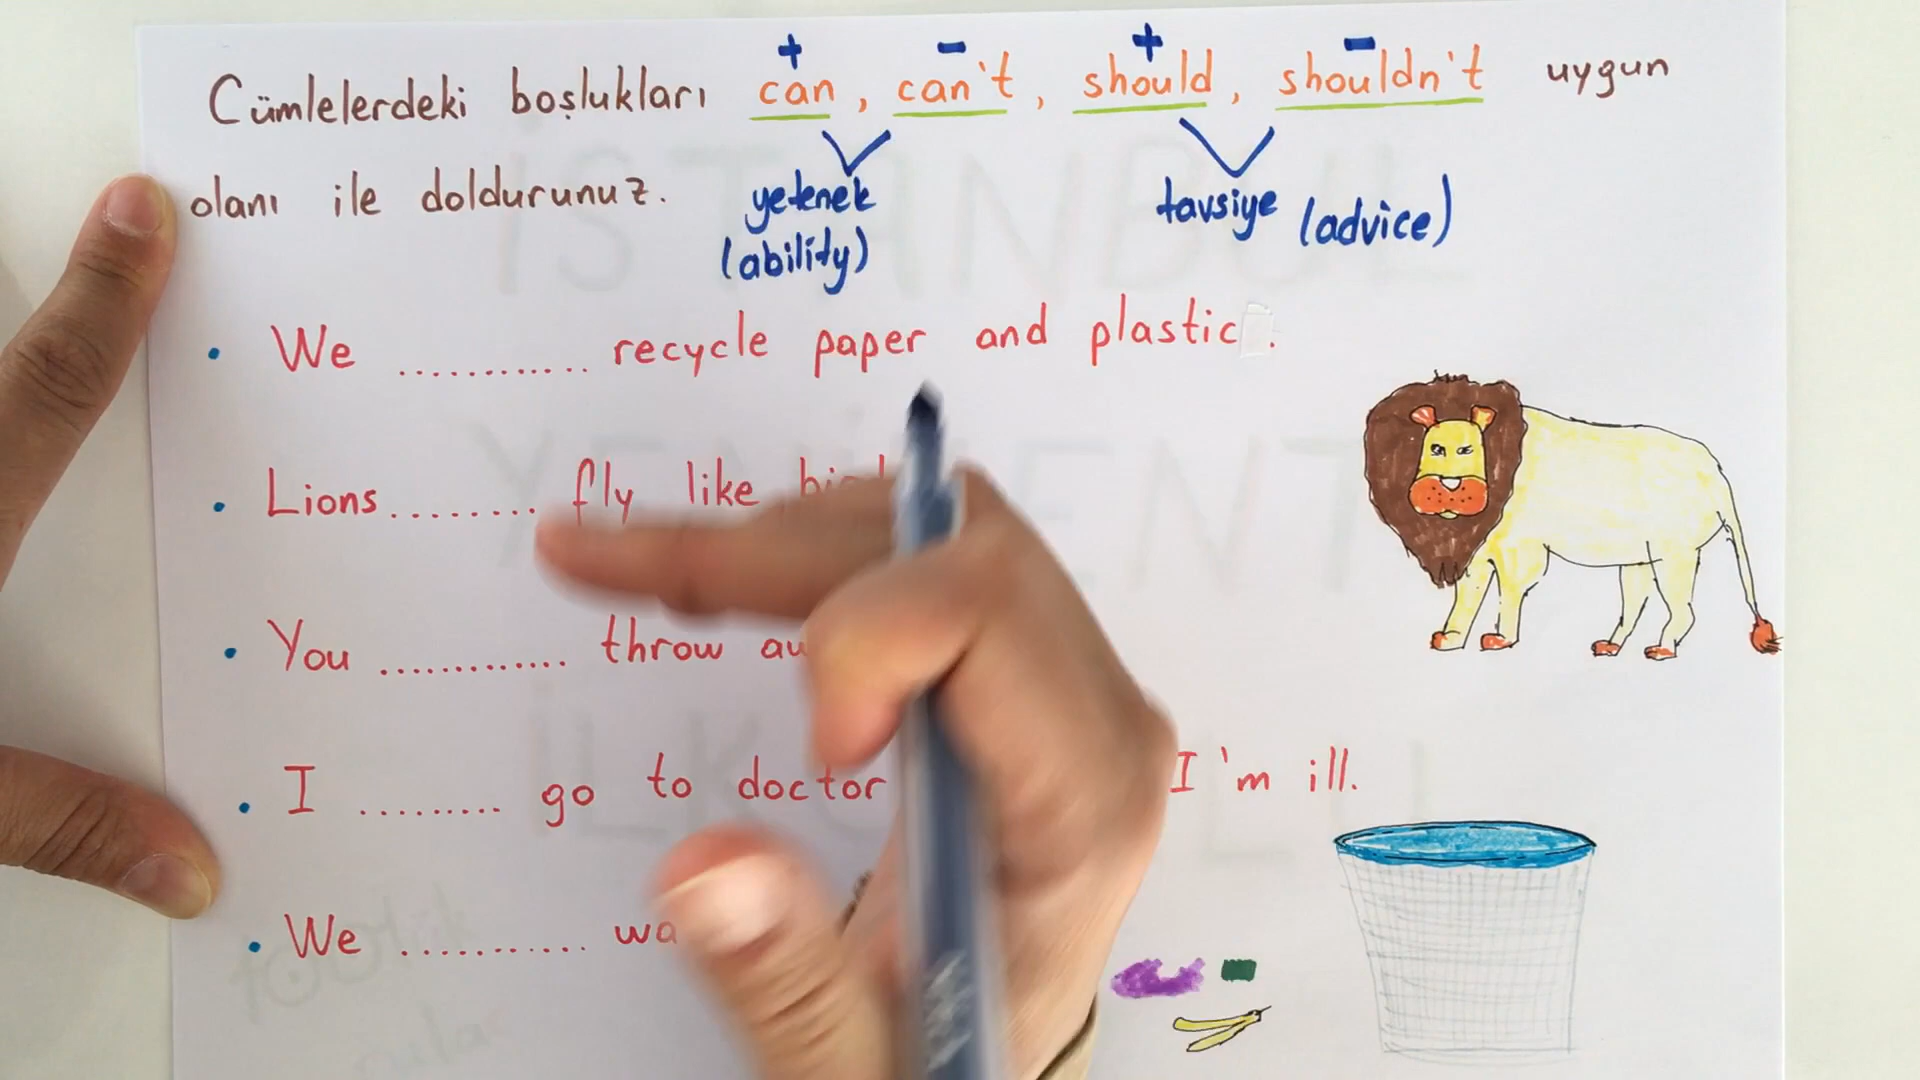 + - + -
Cümlelerdeki boşlukları can, can't, should, shouldn't uygun
olanı ile doldurunuz. yetenek tavsiye (advice)
(ability)
• We ............ recycle paper and plastic.
• Lions ........ fly like
• You ............. throw
• I ......... go to doctor I'm ill.
• We ...........